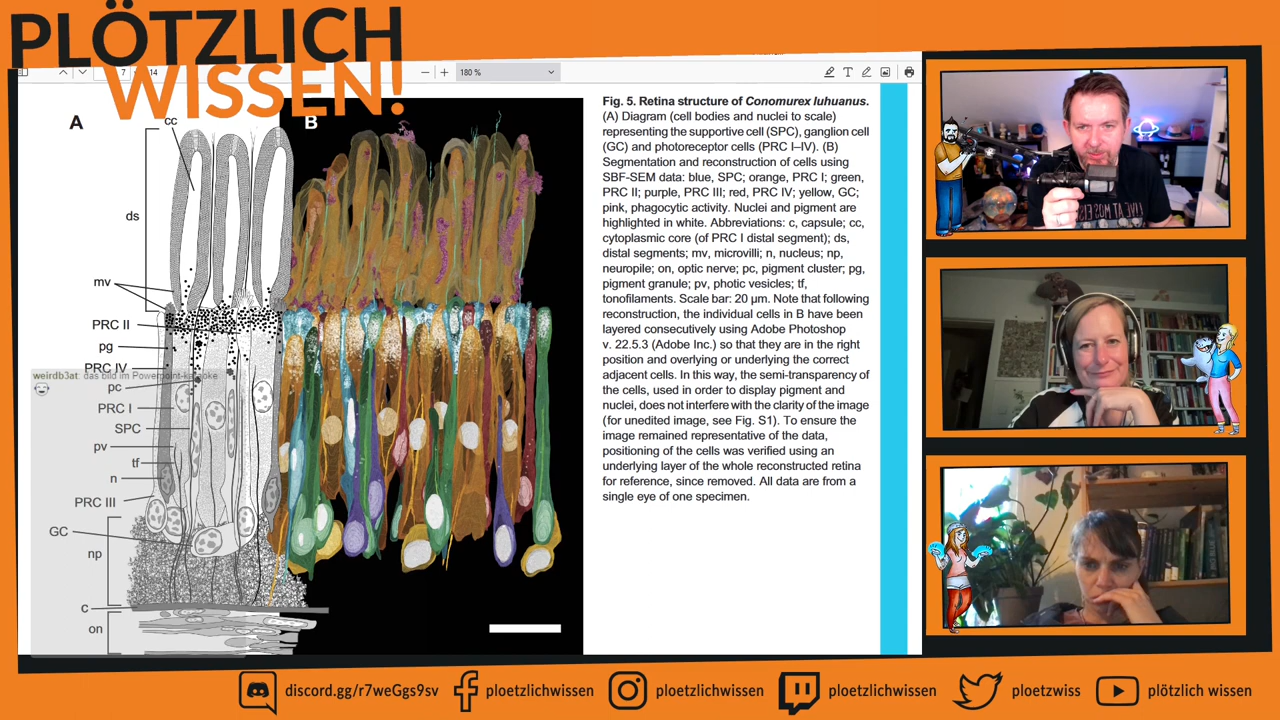 PLÖTZLICH
WISSEN!
7
14
180 %
A
B
cc
ds
mv
PRC II
pg
PRC IV
weirdb3at: das bild im Powerpoint-karaoke
pc
PRC I
SPC
pv
tf
n
PRC III
GC
np
c
on
Fig. 5. Retina structure of Conomurex luhuanus.
(A) Diagram (cell bodies and nuclei to scale)
representing the supportive cell (SPC), ganglion cell
(GC) and photoreceptor cells (PRC I–IV). (B)
Segmentation and reconstruction of cells using
SBF-SEM data: blue, SPC; orange, PRC I; green,
PRC II; purple, PRC III; red, PRC IV; yellow, GC;
pink, phagocytic activity. Nuclei and pigment are
highlighted in white. Abbreviations: c, capsule; cc,
cytoplasmic core (of PRC I distal segment); ds,
distal segments; mv, microvilli; n, nucleus; np,
neuropile; on, optic nerve; pc, pigment cluster; pg,
pigment granule; pv, photic vesicles; tf,
tonofilaments. Scale bar: 20 µm. Note that following
reconstruction, the individual cells in B have been
layered consecutively using Adobe Photoshop
v. 22.5.3 (Adobe Inc.) so that they are in the right
position and overlying or underlying the correct
adjacent cells. In this way, the semi-transparency of
the cells, used in order to display pigment and
nuclei, does not interfere with the clarity of the image
(for unedited image, see Fig. S1). To ensure the
image remained representative of the data,
positioning of the cells was verified using an
underlying layer of the whole reconstructed retina
for reference, since removed. All data are from a
single eye of one specimen.
discord.gg/r7weGgs9sv
ploetzlichwissen
ploetzlichwissen
ploetzlichwissen
ploetzwiss
plötzlich wissen